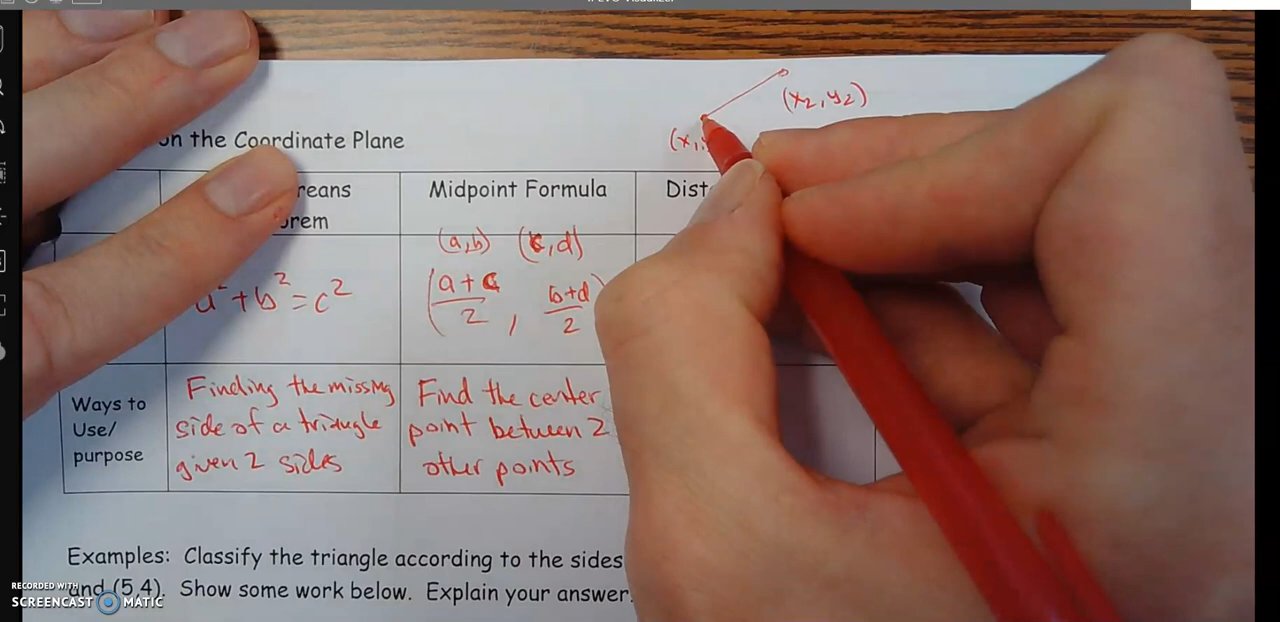 (x₂, y₂)
on the Coordinate Plane
(x₁
Midpoint Formula
(a,b) (c,d)
a²+b²=c²
(a+c/2, b+d/2)
Ways to
Use/
purpose
Finding the missing
side of a triangle
given 2 sides
Find the center
point between 2
other points
Examples: Classify the triangle according to the sides
and (5,4). Show some work below. Explain your answer.
RECORDED WITH
SCREENCAST MATIC